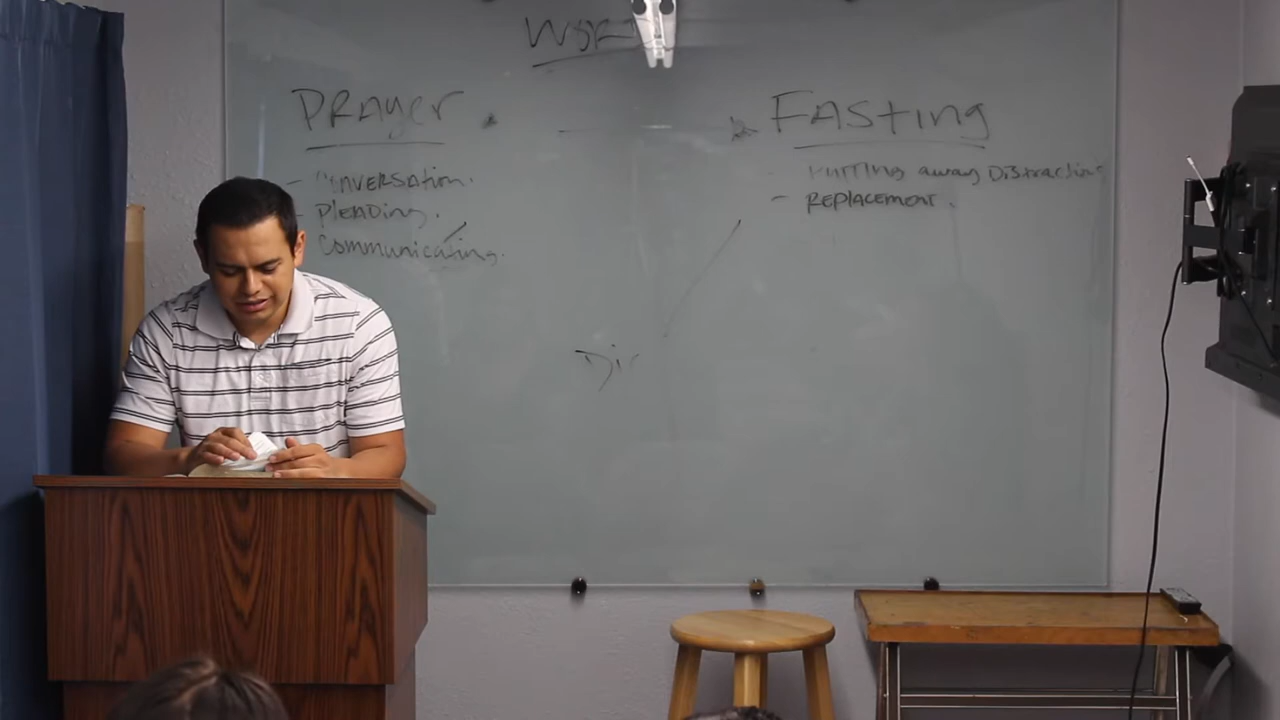 PRAyer
FASting
- CONVERSAtion.
Putting away Distractions
- PlEADing.
- REPlACEMENT.
Communicating.